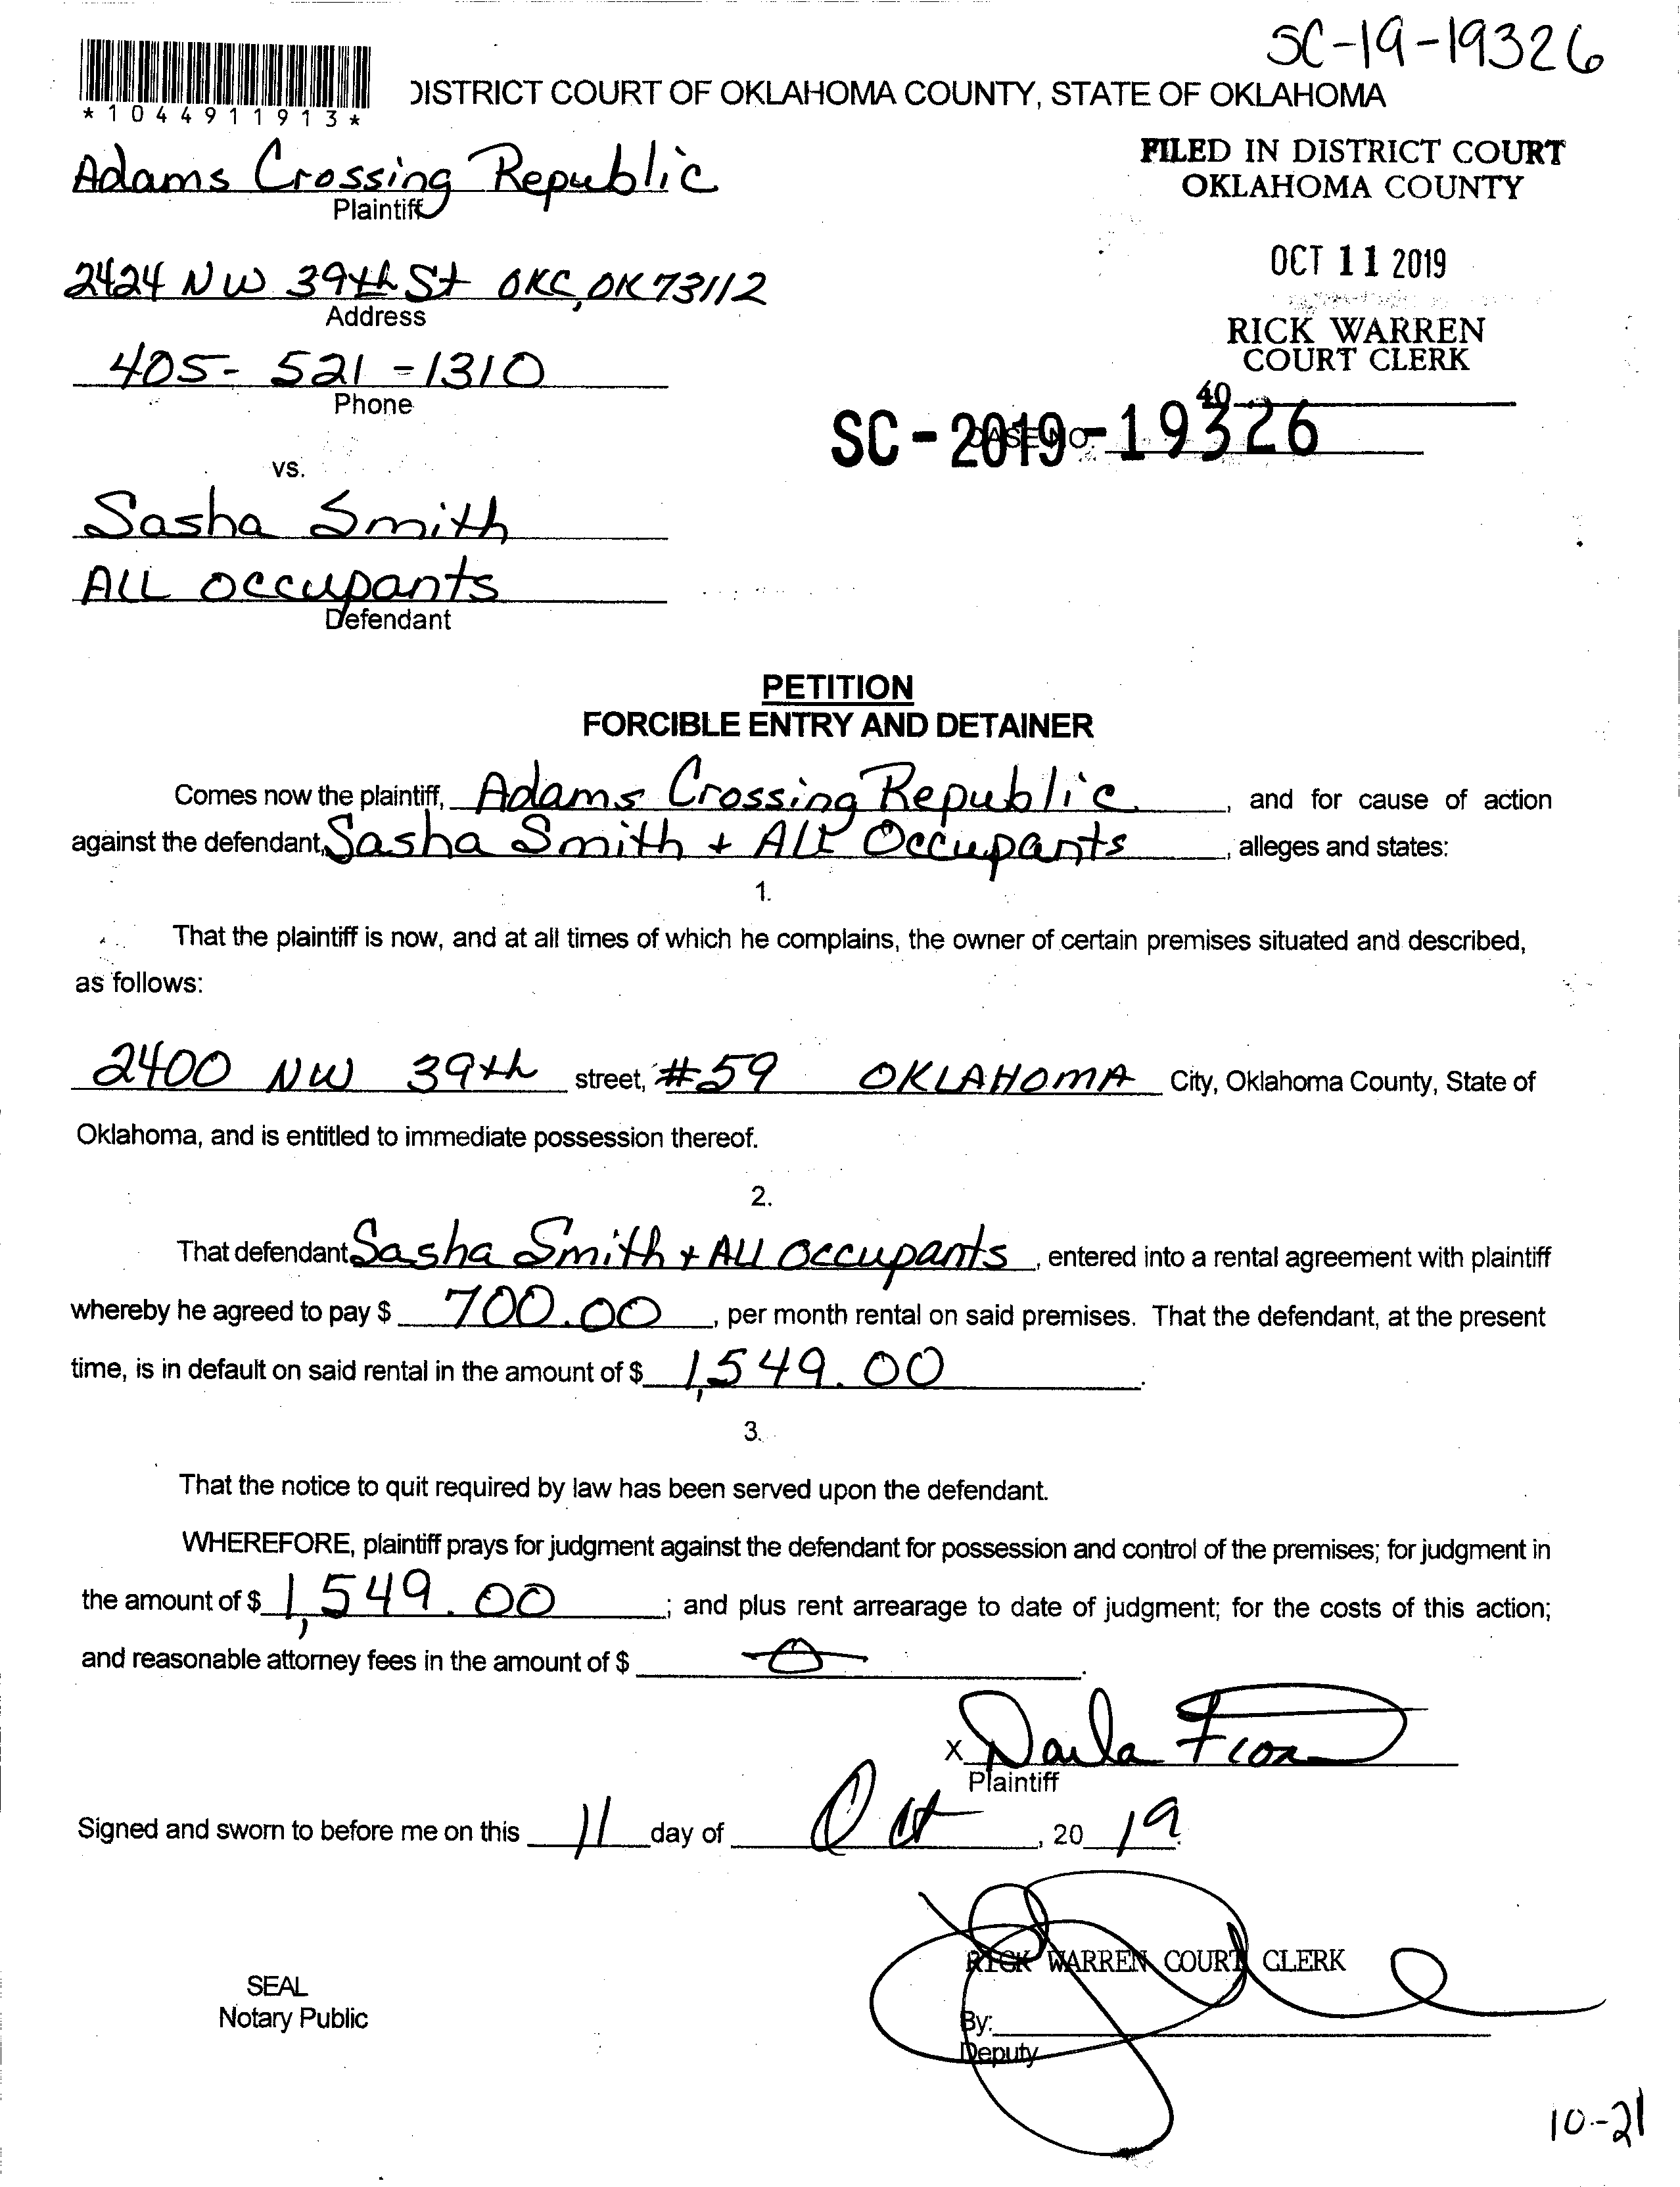 SC-19-19326
*1044911913*
DISTRICT COURT OF OKLAHOMA COUNTY, STATE OF OKLAHOMA
Adams Crossing Republic
Plaintiff
FILED IN DISTRICT COURT
OKLAHOMA COUNTY
2424 NW 39th St OKC, OK 73112
Address
OCT 11 2019
RICK WARREN
COURT CLERK
405-521-1310
Phone
40
CASE NO. SC-2019-19326
vs.
Sasha Smith
ALL Occupants
Defendant
PETITION
FORCIBLE ENTRY AND DETAINER
Comes now the plaintiff, Adams Crossing Republic, and for cause of action
against the defendant, Sasha Smith + All Occupants, alleges and states:
1.
That the plaintiff is now, and at all times of which he complains, the owner of certain premises situated and described,
as follows:
2400 NW 39th street, #59 OKLAHOMA City, Oklahoma County, State of
Oklahoma, and is entitled to immediate possession thereof.
2.
That defendant Sasha Smith + All Occupants, entered into a rental agreement with plaintiff
whereby he agreed to pay $ 700.00, per month rental on said premises. That the defendant, at the present
time, is in default on said rental in the amount of $ 1,549.00.
3.
That the notice to quit required by law has been served upon the defendant.
WHEREFORE, plaintiff prays for judgment against the defendant for possession and control of the premises; for judgment in
the amount of $ 1,549.00; and plus rent arrearage to date of judgment; for the costs of this action;
and reasonable attorney fees in the amount of $ 0.
X Darla
Plaintiff
Signed and sworn to before me on this 11 day of Oct, 2019.
RICK WARREN COURT CLERK
SEAL
Notary Public
By:
Deputy
10-21